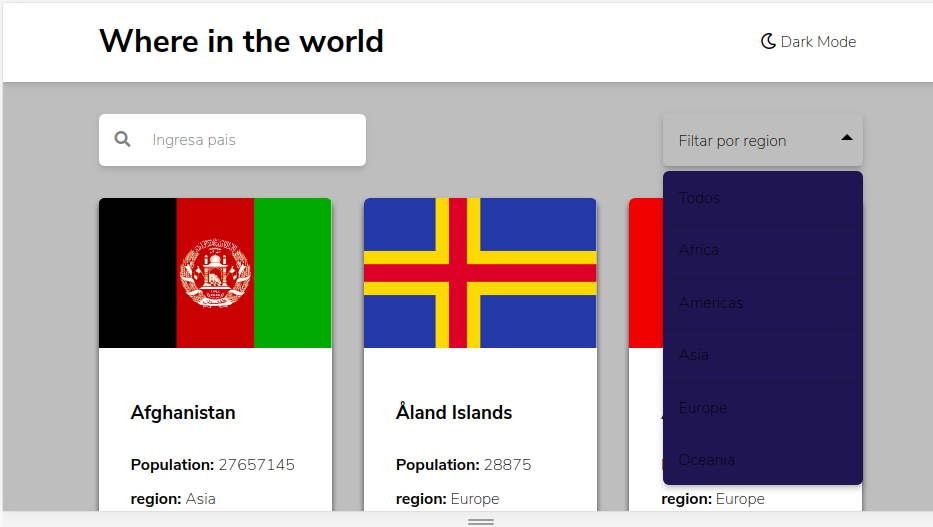 Where in the world
Dark Mode
Ingresa pais
Filtar por region
Todos
Africa
Americas
Asia
Europe
Oceania
Afghanistan
Population: 27657145
region: Asia
Åland Islands
Population: 28875
region: Europe
region: Europe